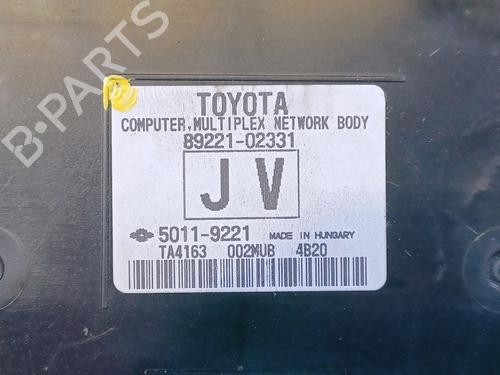 B-PARTS
TOYOTA
COMPUTER,MULTIPLEX NETWORK BODY
89221-02331
JV
5011-9221 MADE IN HUNGARY
TA4163 002MUB 4B20